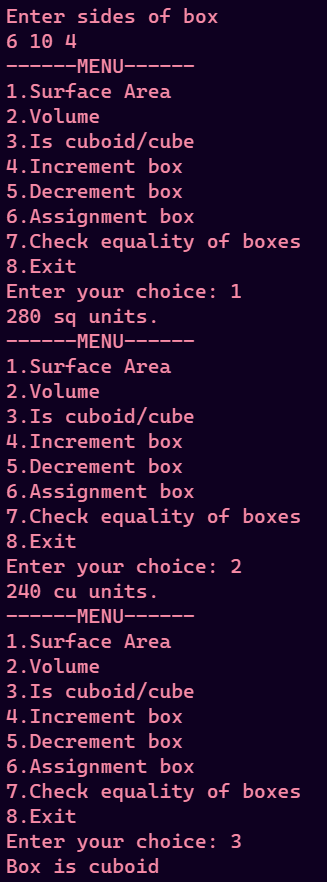 Enter sides of box
6 10 4
------MENU------
1.Surface Area
2.Volume
3.Is cuboid/cube
4.Increment box
5.Decrement box
6.Assignment box
7.Check equality of boxes
8.Exit
Enter your choice: 1
280 sq units.
------MENU------
1.Surface Area
2.Volume
3.Is cuboid/cube
4.Increment box
5.Decrement box
6.Assignment box
7.Check equality of boxes
8.Exit
Enter your choice: 2
240 cu units.
------MENU------
1.Surface Area
2.Volume
3.Is cuboid/cube
4.Increment box
5.Decrement box
6.Assignment box
7.Check equality of boxes
8.Exit
Enter your choice: 3
Box is cuboid